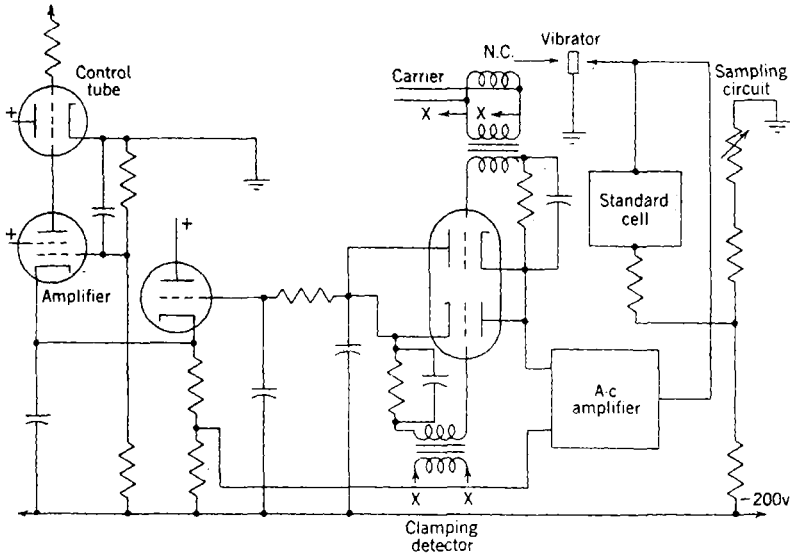 Control
tube
+
+
Amplifier
+
Carrier
X
X
N.C.
Vibrator
Sampling
circuit
Standard
cell
A-c
amplifier
X
X
Clamping
detector
-200v